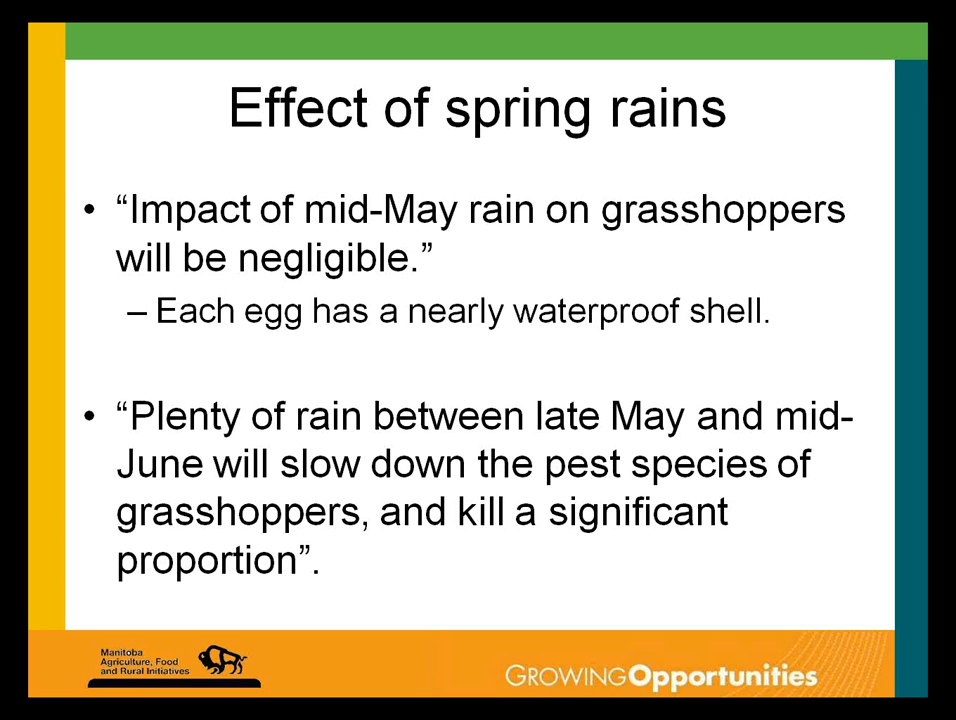 Effect of spring rains
• “Impact of mid-May rain on grasshoppers
will be negligible.”
– Each egg has a nearly waterproof shell.
• “Plenty of rain between late May and mid-
June will slow down the pest species of
grasshoppers, and kill a significant
proportion”.
Manitoba
Agriculture, Food
and Rural Initiatives
GROWING Opportunities